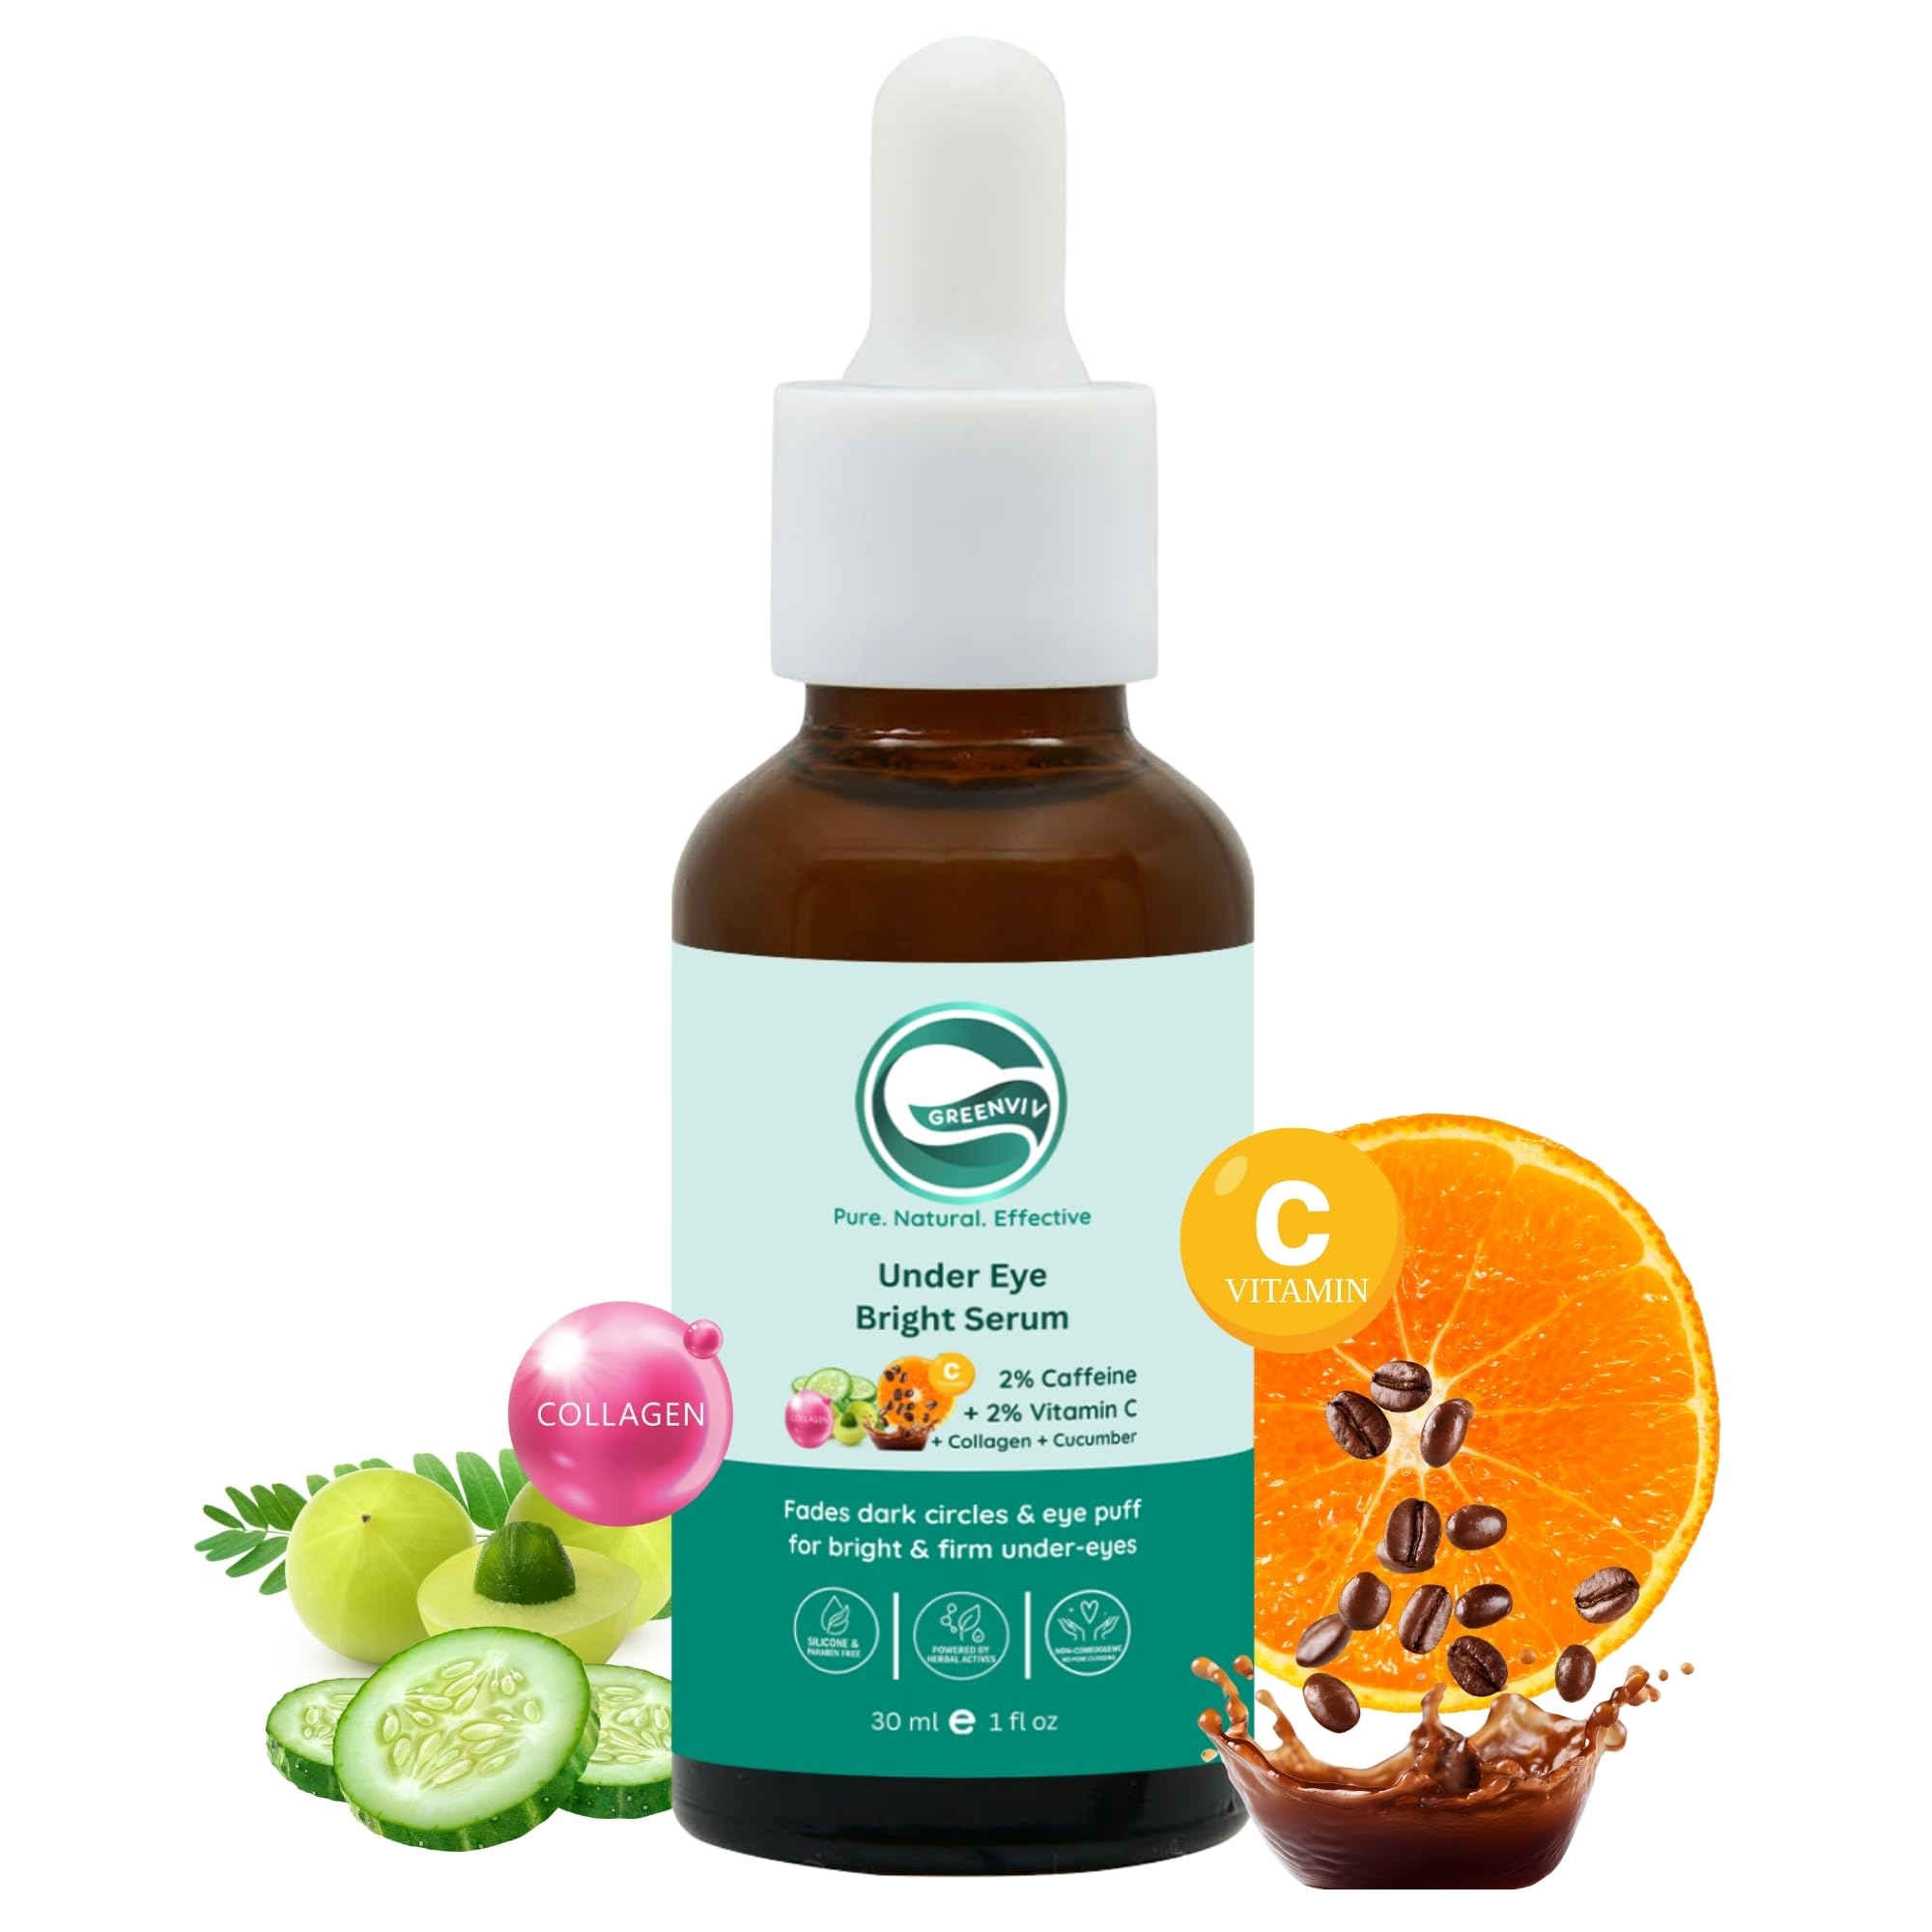 GREENVIV
Pure. Natural. Effective
Under Eye
Bright Serum
2% Caffeine
+ 2% Vitamin C
+ Collagen + Cucumber
C
COLLAGEN
Fades dark circles & eye puff
for bright & firm under-eyes
SILICONE &
PARABEN FREE
POWERED BY
HERBAL ACTIVES
NON-COMEDOGENIC
30 ml e 1 fl oz
COLLAGEN
C
VITAMIN